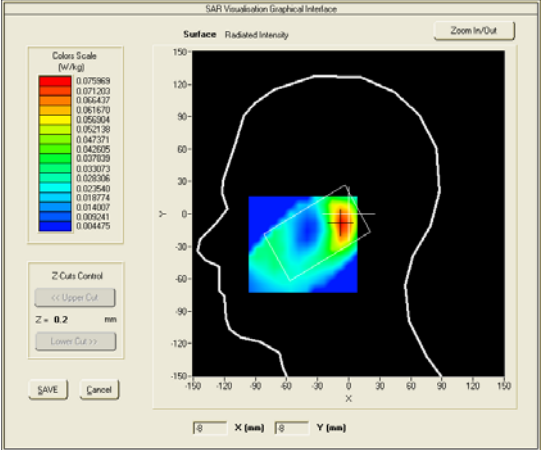 SAR Visualisation Graphical Interface
Surface Radiated Intensity
Zoom In/Out
Colors Scale
(W/kg)
0.075969
0.071203
0.066437
0.061670
0.056904
0.052138
0.047371
0.042605
0.037839
0.033073
0.028306
0.023540
0.018774
0.014007
0.009241
0.004475
150
120
90
60
30
0
-30
-60
-90
-120
-150
Y
-150 -120 -90 -60 -30 0 30 60 90 120 150
X
Z-Cuts Control
<< Upper Cut
Z = 0.2 mm
Lower Cut >>
SAVE Cancel
-8 X (mm) -8 Y (mm)